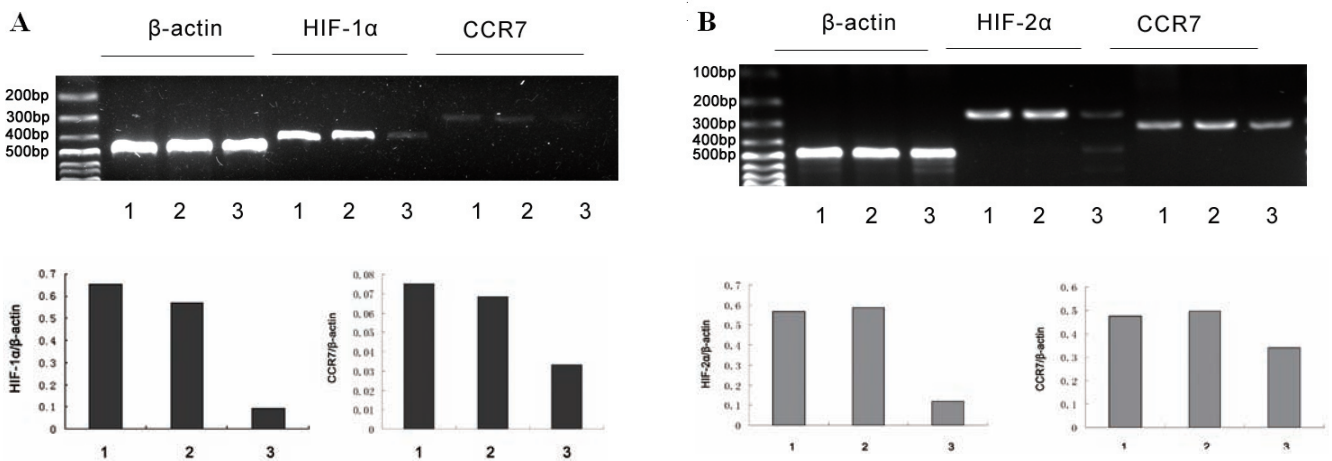 A
β-actin HIF-1α CCR7
200bp
300bp
400bp
500bp
1 2 3 1 2 3 1 2 3
HIF-1α/β-actin
0.7
0.6
0.5
0.4
0.3
0.2
0.1
0
1 2 3
CCR7/β-actin
0.08
0.07
0.06
0.05
0.04
0.03
0.02
0.01
0
1 2 3
B
β-actin HIF-2α CCR7
100bp
200bp
300bp
400bp
500bp
1 2 3 1 2 3 1 2 3
HIF-2α/β-actin
0.7
0.6
0.5
0.4
0.3
0.2
0.1
0
1 2 3
CCR7/β-actin
0.6
0.5
0.4
0.3
0.2
0.1
0
1 2 3